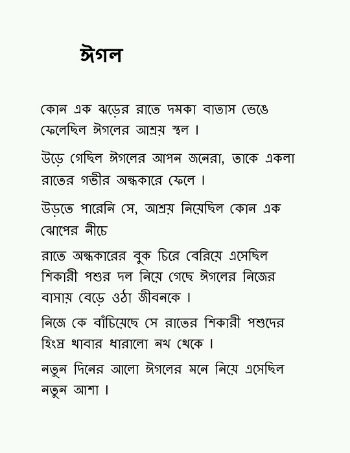 ঈগল
কোন এক ঝড়ের রাতে দমকা বাতাস ভেঙে
ফেলেছিল ঈগলের আশ্রয় স্থল ।
উড়ে গেছিল ঈগলের আপন জনেরা, তাকে একলা
রাতের গভীর অন্ধকারে ফেলে ।
উড়তে পারেনি সে, আশ্রয় নিয়েছিল কোন এক
ঝোপের নীচে
রাতে অন্ধকারের বুক চিরে বেরিয়ে এসেছিল
শিকারী পশুর দল নিয়ে গেছে ঈগলের নিজের
বাসায় বেড়ে ওঠা জীবনকে ।
নিজে কে বাঁচিয়েছে সে রাতের শিকারী পশুদের
হিংস্র থাবার ধারালো নখ থেকে ।
নতুন দিনের আলো ঈগলের মনে নিয়ে এসেছিল
নতুন আশা ।